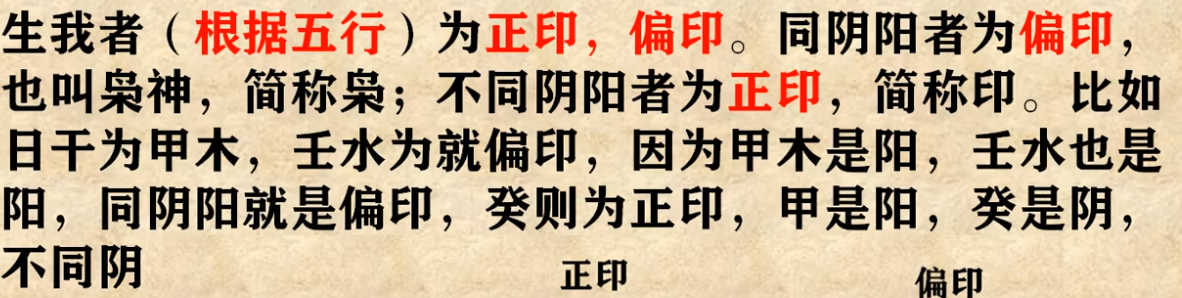 生我者（根据五行）为正印，偏印。同阴阳者为偏印，
也叫枭神，简称枭；不同阴阳者为正印，简称印。比如
日干为甲木，壬水为就偏印，因为甲木是阳，壬水也是
阳，同阴阳就是偏印，癸则为正印，甲是阳，癸是阴，
不同阴
正印
偏印